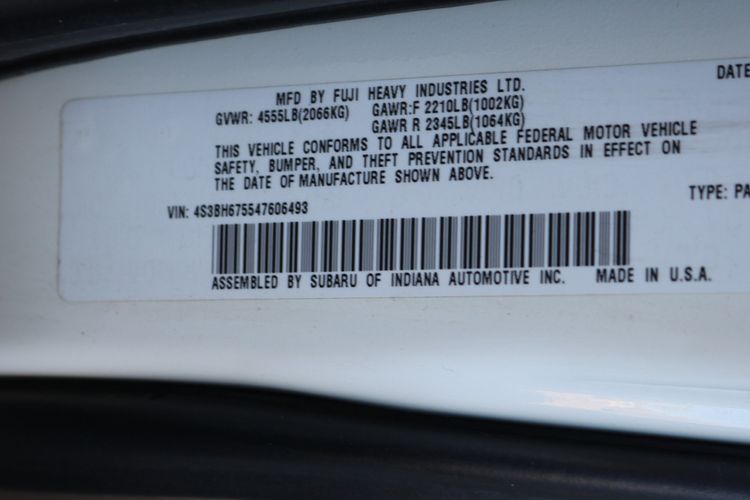 MFD BY FUJI HEAVY INDUSTRIES LTD.
DATE
GVWR: 4555LB(2066KG) GAWR:F 2210LB(1002KG)
GAWR R 2345LB(1064KG)
THIS VEHICLE CONFORMS TO ALL APPLICABLE FEDERAL MOTOR VEHICLE
SAFETY, BUMPER, AND THEFT PREVENTION STANDARDS IN EFFECT ON
THE DATE OF MANUFACTURE SHOWN ABOVE.
VIN: 4S3BH675547606493
TYPE: PA
ASSEMBLED BY SUBARU OF INDIANA AUTOMOTIVE INC. MADE IN U.S.A.